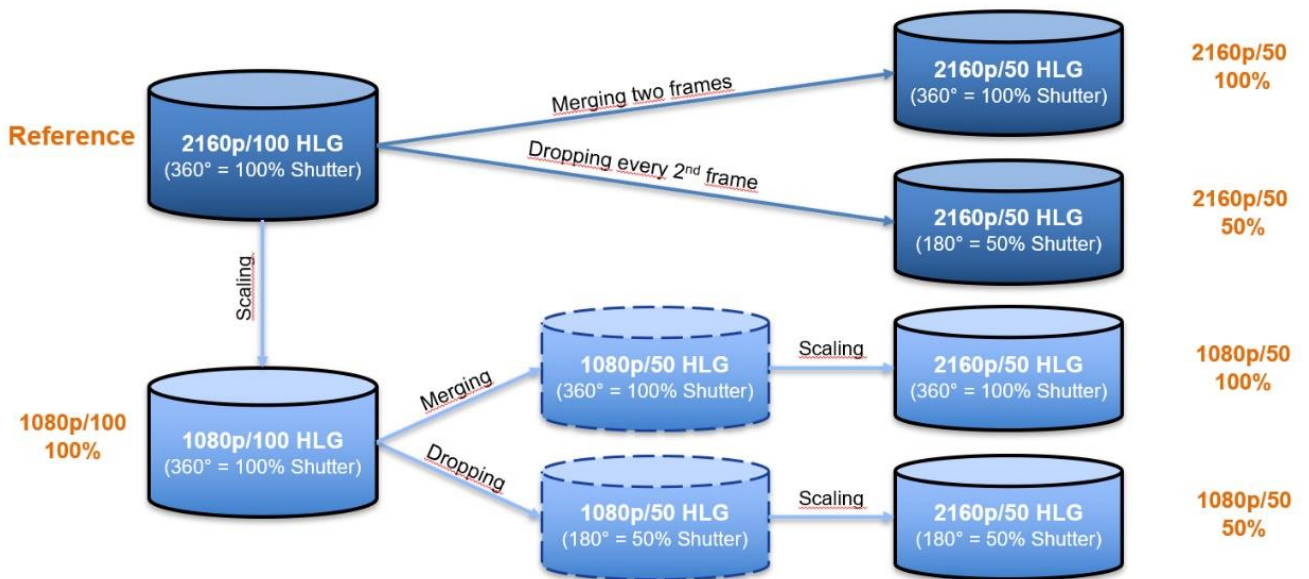 Reference
2160p/100 HLG
(360° = 100% Shutter)
Merging two frames
2160p/50 HLG
(360° = 100% Shutter)
2160p/50
100%
Dropping every 2nd frame
2160p/50 HLG
(180° = 50% Shutter)
2160p/50
50%
Scaling
1080p/100
100%
1080p/100 HLG
(360° = 100% Shutter)
Merging
1080p/50 HLG
(360° = 100% Shutter)
Scaling
2160p/50 HLG
(360° = 100% Shutter)
1080p/50
100%
Dropping
1080p/50 HLG
(180° = 50% Shutter)
Scaling
2160p/50 HLG
(180° = 50% Shutter)
1080p/50
50%